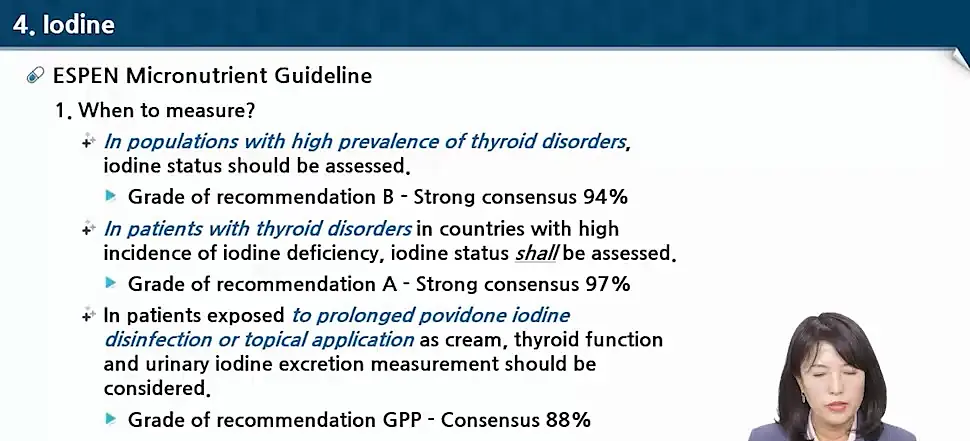 4. Iodine
ESPEN Micronutrient Guideline
1. When to measure?
In populations with high prevalence of thyroid disorders,
iodine status should be assessed.
Grade of recommendation B - Strong consensus 94%
In patients with thyroid disorders in countries with high
incidence of iodine deficiency, iodine status shall be assessed.
Grade of recommendation A - Strong consensus 97%
In patients exposed to prolonged povidone iodine
disinfection or topical application as cream, thyroid function
and urinary iodine excretion measurement should be
considered.
Grade of recommendation GPP - Consensus 88%